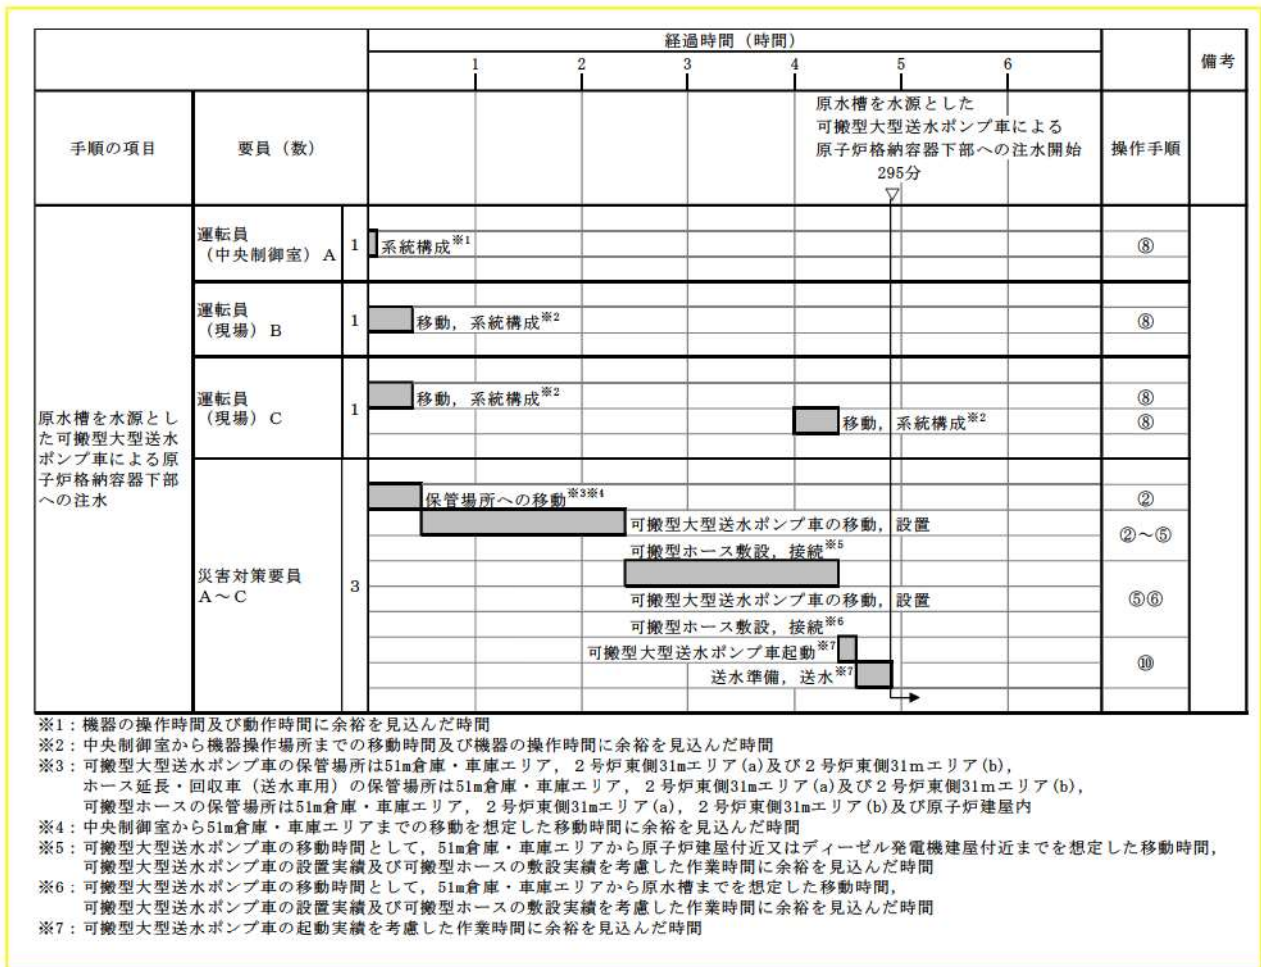 経過時間（時間）
備考
1 2 3 4 5 6
手順の項目
要員（数）
原水槽を水源とした
可搬型大型送水ポンプ車による
原子炉格納容器下部への注水開始
295分
▽
操作手順
原水槽を水源とし
た可搬型大型送水
ポンプ車による原
子炉格納容器下部
への注水
運転員
（中央制御室）A
1
系統構成※1
⑧
運転員
（現場）B
1
移動，系統構成※2
⑧
運転員
（現場）C
1
移動，系統構成※2
⑧
移動，系統構成※2
⑧
災害対策要員
A～C
3
保管場所への移動※3※4
②
可搬型大型送水ポンプ車の移動，設置
②～⑤
可搬型ホース敷設，接続※5
可搬型大型送水ポンプ車の移動，設置
⑤⑥
可搬型ホース敷設，接続※6
可搬型大型送水ポンプ車起動※7
⑩
送水準備，送水※7
※1：機器の操作時間及び動作時間に余裕を見込んだ時間
※2：中央制御室から機器操作場所までの移動時間及び機器の操作時間に余裕を見込んだ時間
※3：可搬型大型送水ポンプ車の保管場所は51m倉庫・車庫エリア，２号炉東側31mエリア(a)及び２号炉東側31mエリア(b)，
ホース延長・回収車（送水車用）の保管場所は51m倉庫・車庫エリア，２号炉東側31mエリア(a)及び２号炉東側31mエリア(b)，
可搬型ホースの保管場所は51m倉庫・車庫エリア，２号炉東側31mエリア(a)，２号炉東側31mエリア(b)及び原子炉建屋内
※4：中央制御室から51m倉庫・車庫エリアまでの移動を想定した移動時間に余裕を見込んだ時間
※5：可搬型大型送水ポンプ車の移動時間として，51m倉庫・車庫エリアから原子炉建屋付近又はディーゼル発電機建屋付近までを想定した移動時間，
可搬型大型送水ポンプ車の設置実績及び可搬型ホースの敷設実績を考慮した作業時間に余裕を見込んだ時間
※6：可搬型大型送水ポンプ車の移動時間として，51m倉庫・車庫エリアから原水槽までを想定した移動時間，
可搬型大型送水ポンプ車の設置実績及び可搬型ホースの敷設実績を考慮した作業時間に余裕を見込んだ時間
※7：可搬型大型送水ポンプ車の起動実績を考慮した作業時間に余裕を見込んだ時間